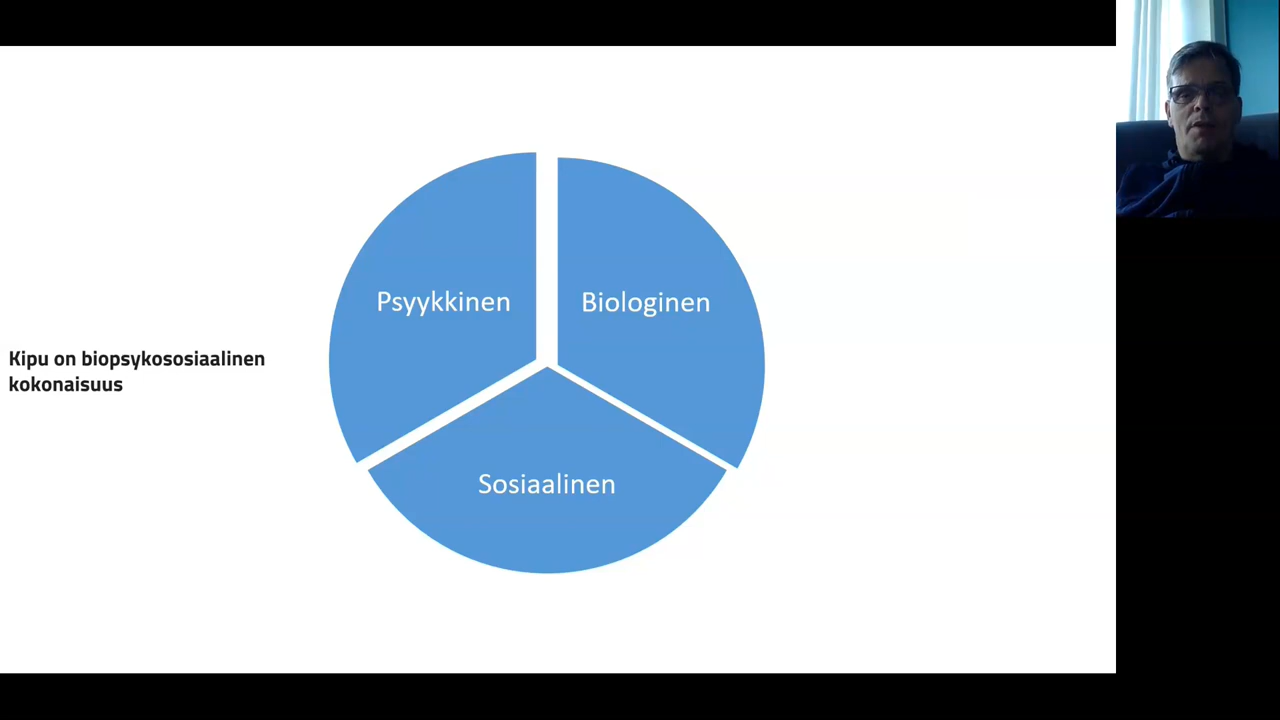 Kipu on biopsykososiaalinen
kokonaisuus
Psyykkinen
Biologinen
Sosiaalinen